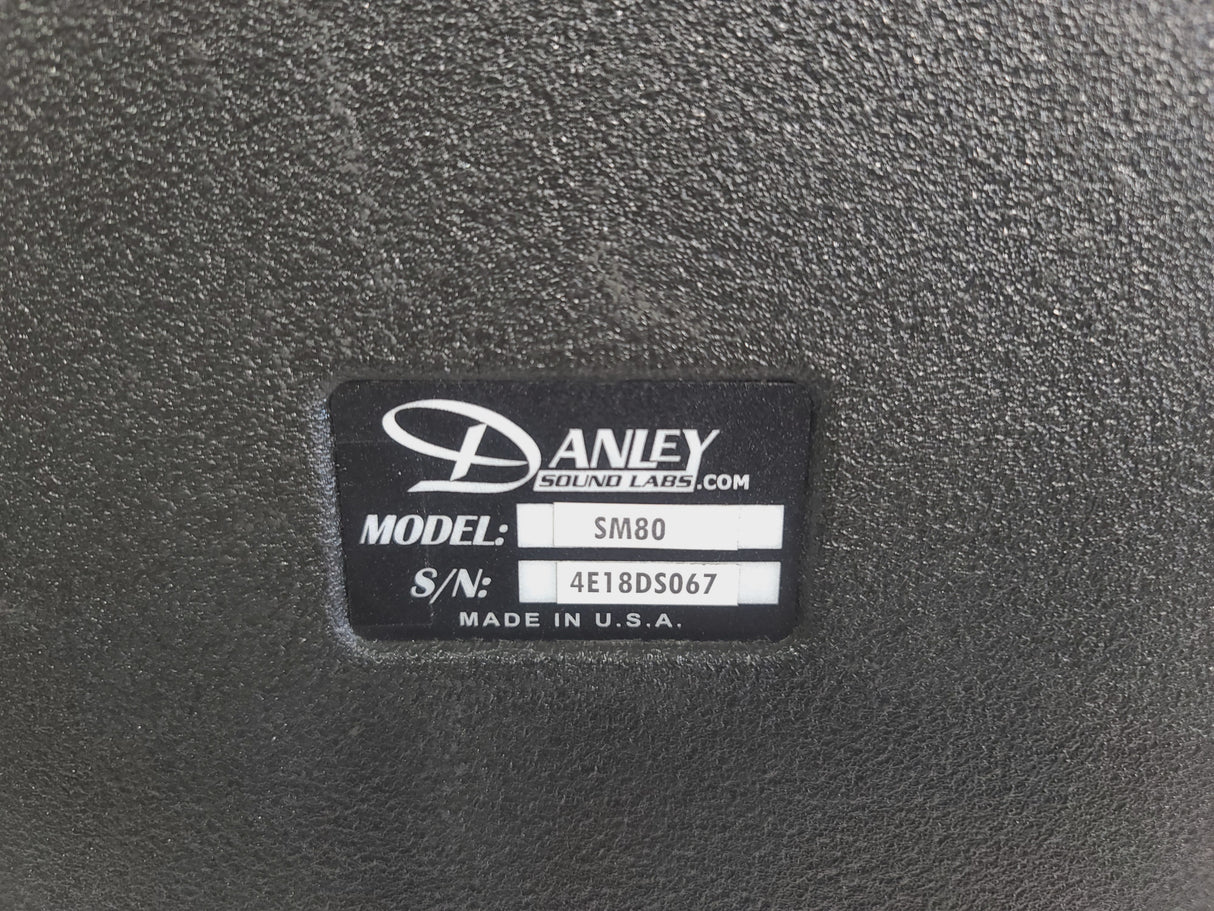 DANLEY
SOUND LABS.COM
MODEL: SM80
S/N: 4E18DS067
MADE IN U.S.A.